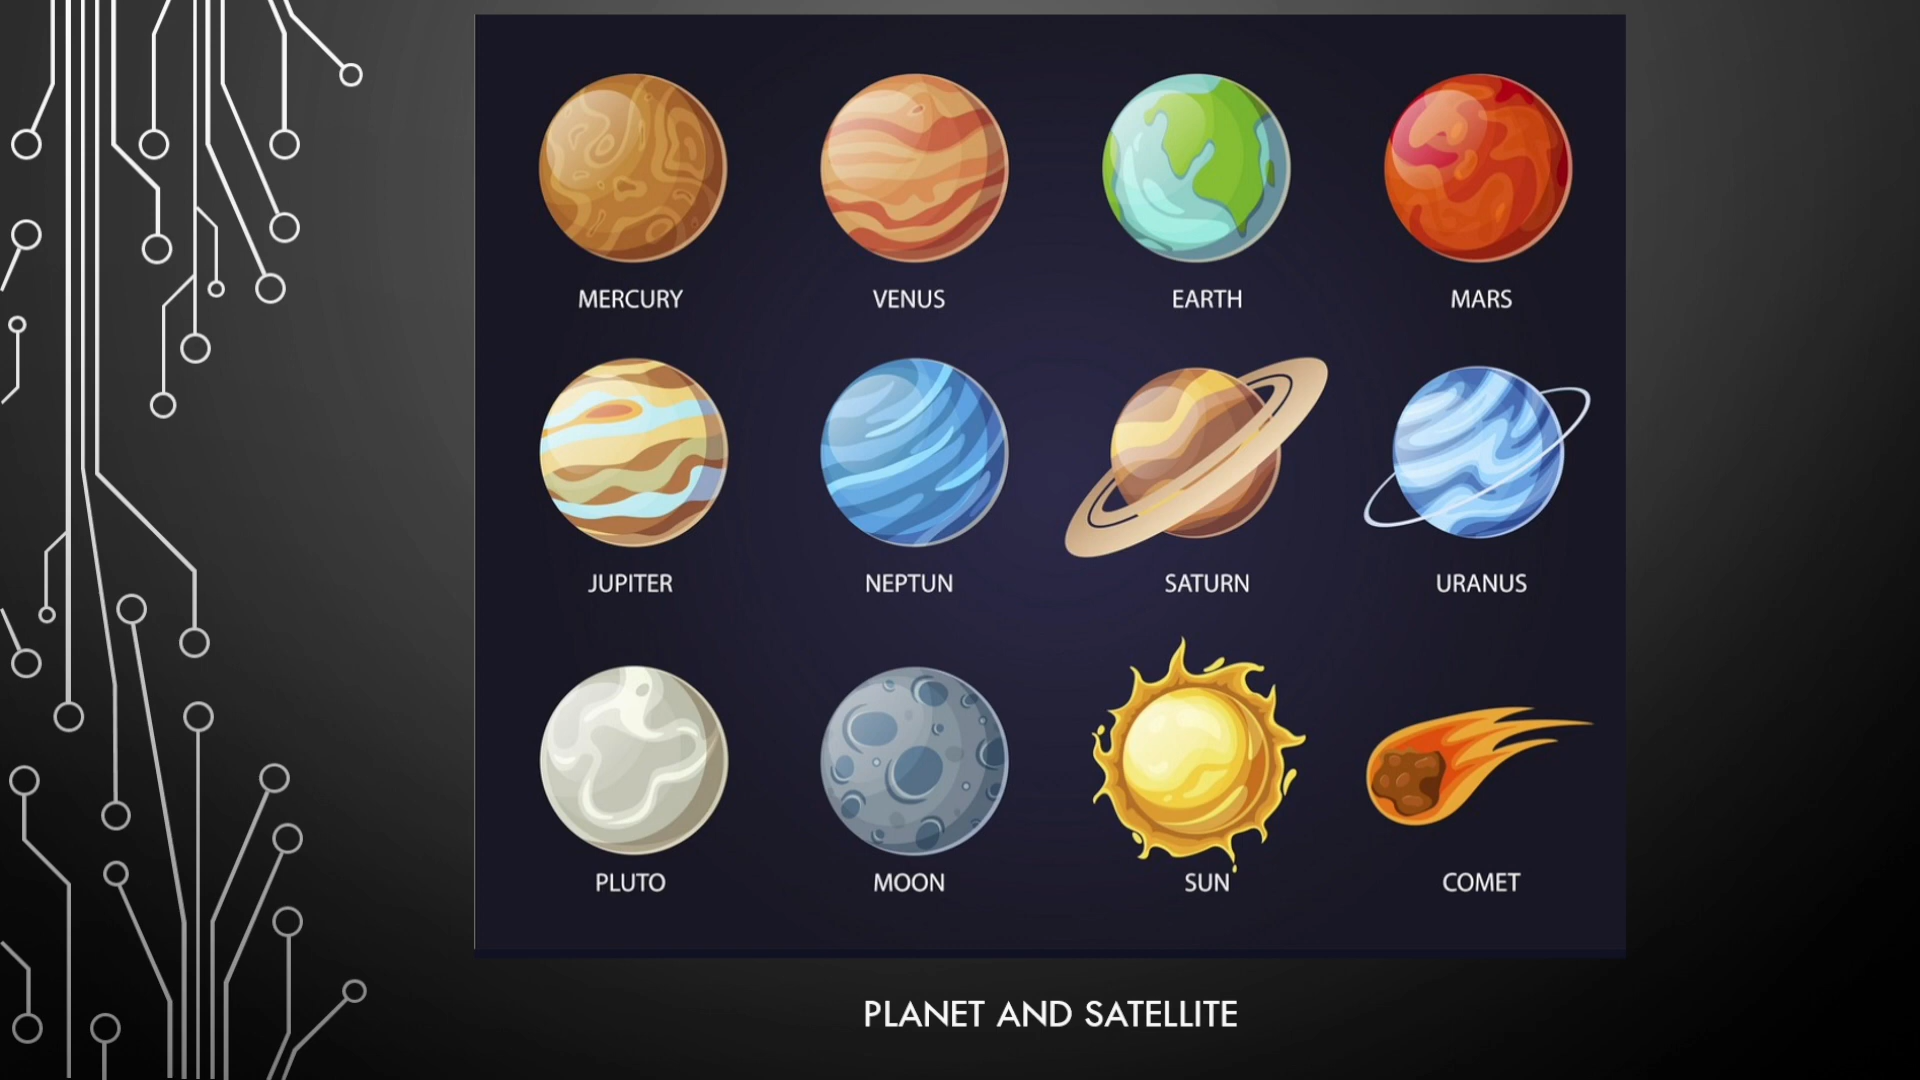 MERCURY
VENUS
EARTH
MARS
JUPITER
NEPTUN
SATURN
URANUS
PLUTO
MOON
SUN
COMET
PLANET AND SATELLITE